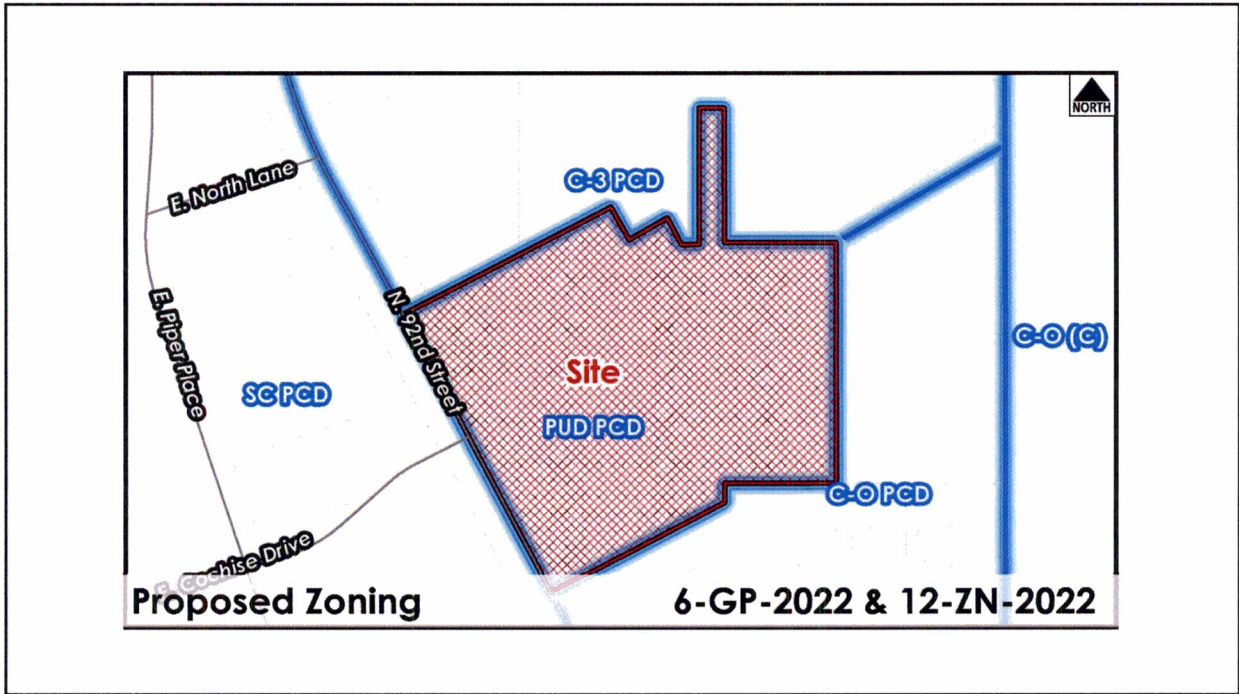 NORTH
E. North Lane
C-3 PCD
E. Piper Place
N. 92nd Street
C-O (C)
Site
SC PCD
PUD PCD
C-O PCD
E. Cochise Drive
Proposed Zoning
6-GP-2022 & 12-ZN-2022